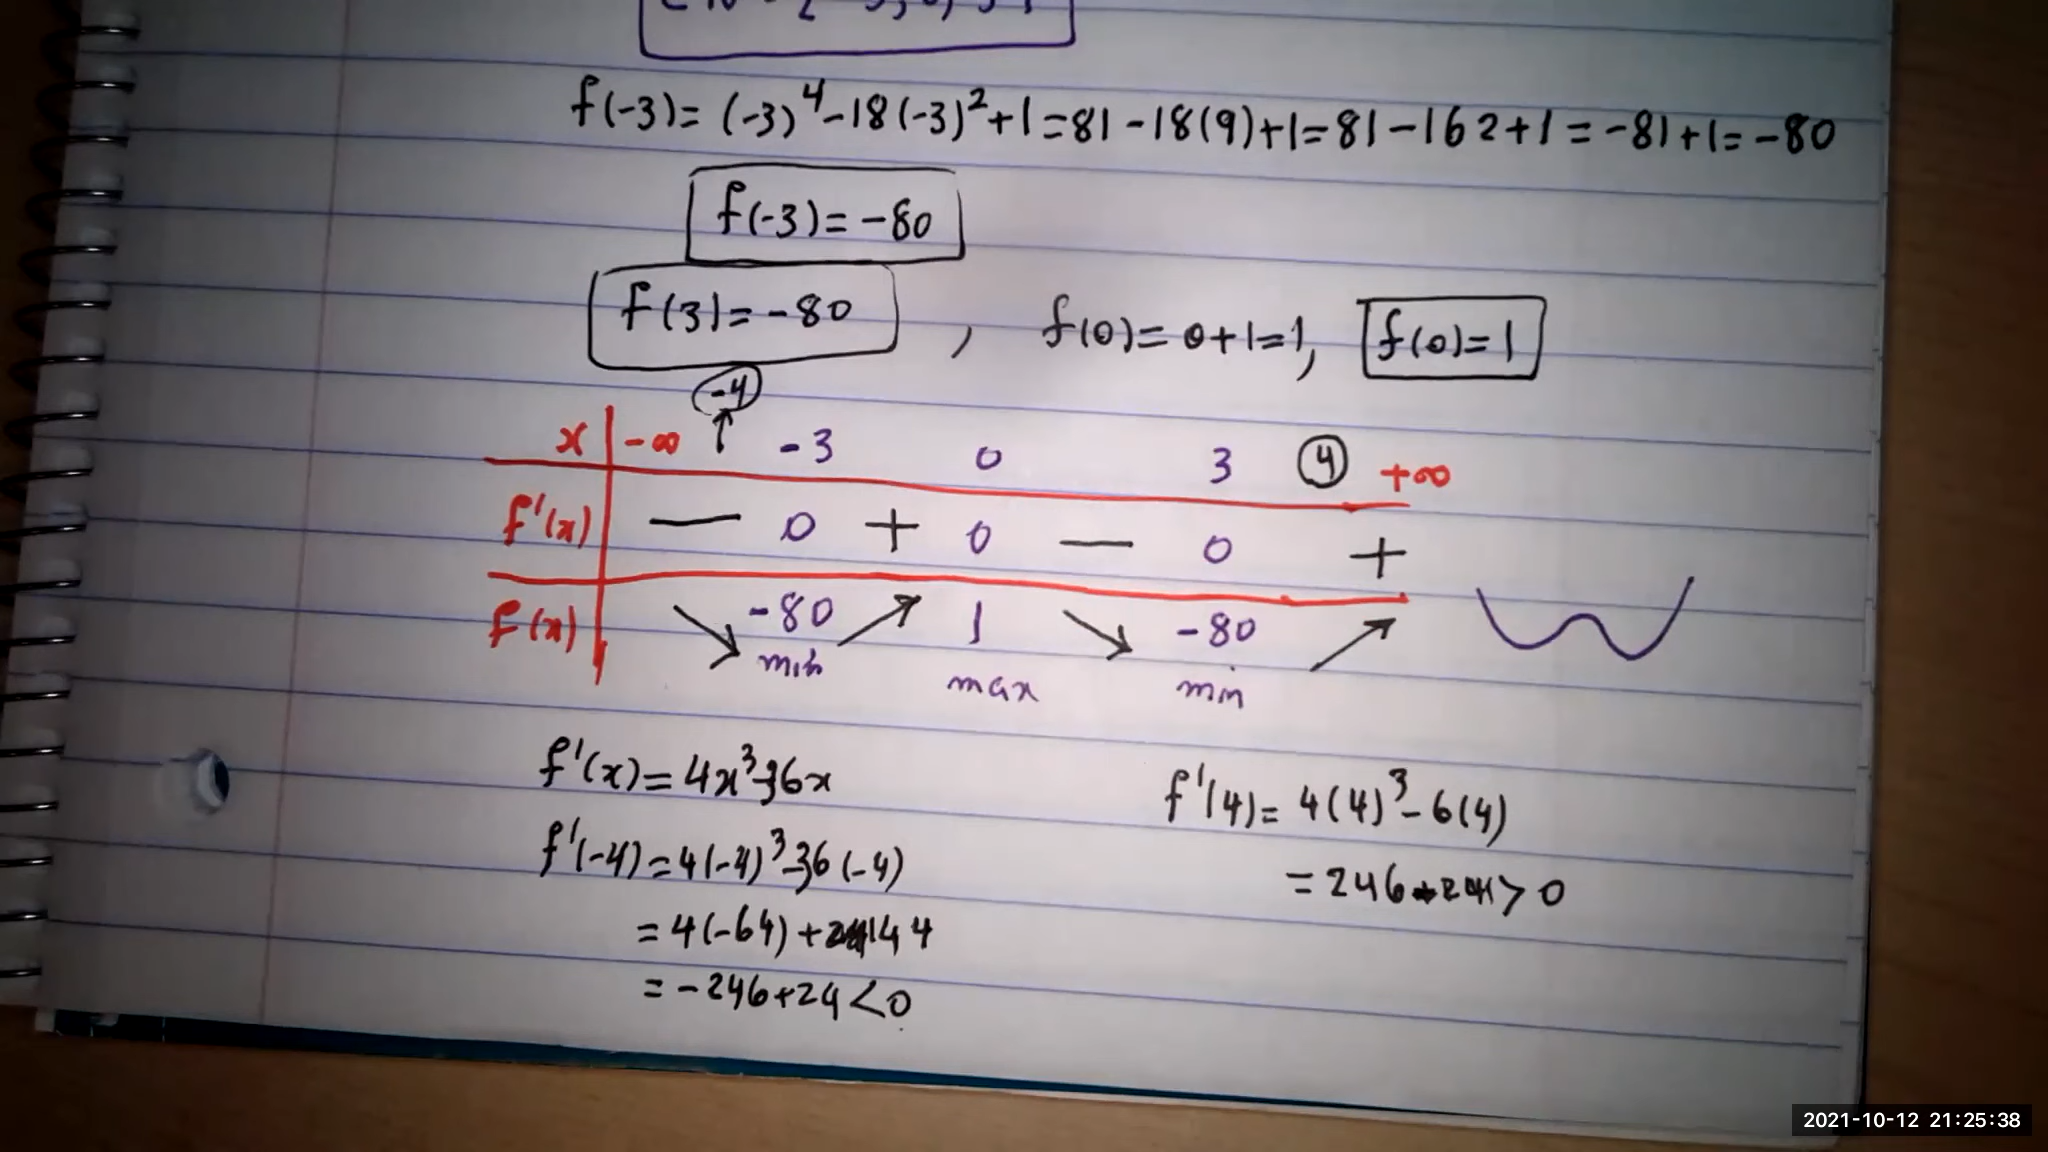 f(-3)= (-3)^4-18(-3)^2+1=81-18(9)+1=81-162+1=-81+1=-80
f(-3)=-80
f(3)=-80 , f(0)=0+1=1, f(0)=1
-4
x -∞ ↑ -3 0 3 4 +∞
f'(x) — 0 + 0 — 0 +
f(x) ↘ -80 ↗ 1 ↘ -80 ↗
min max min
f'(x)=4x^3-36x
f'(-4)=4(-4)^3-36(-4)
=4(-64)+144
=-246+24<0
f'(4)=4(4)^3-6(4)
=246 >0
2021-10-12 21:25:38